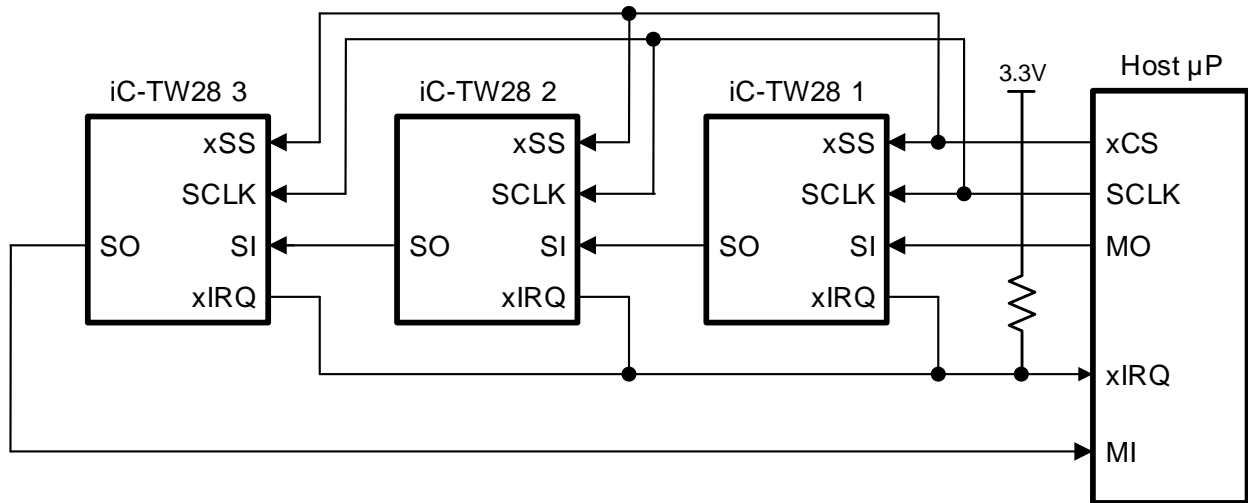 3.3V
Host µP
iC-TW28 3
iC-TW28 2
iC-TW28 1
xSS
xSS
xSS
xCS
SCLK
SCLK
SCLK
SCLK
SO
SI
SO
SI
SO
SI
MO
xIRQ
xIRQ
xIRQ
xIRQ
MI